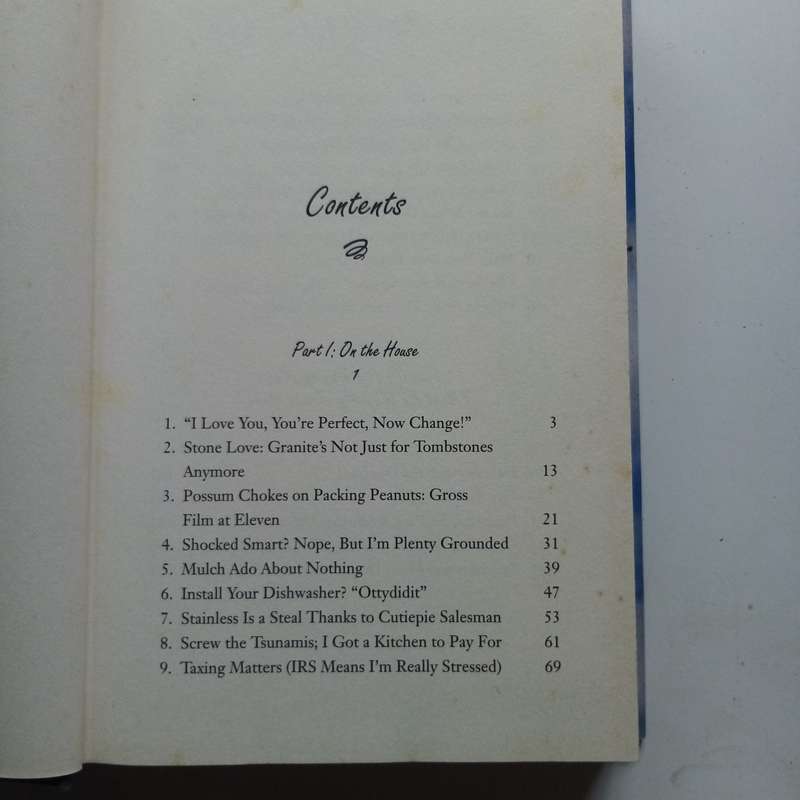 Contents
Part I: On the House
1
1. “I Love You, You’re Perfect, Now Change!” 3
2. Stone Love: Granite’s Not Just for Tombstones
Anymore 13
3. Possum Chokes on Packing Peanuts: Gross
Film at Eleven 21
4. Shocked Smart? Nope, But I’m Plenty Grounded 31
5. Mulch Ado About Nothing 39
6. Install Your Dishwasher? “Ottydidit” 47
7. Stainless Is a Steal Thanks to Cutiepie Salesman 53
8. Screw the Tsunamis; I Got a Kitchen to Pay For 61
9. Taxing Matters (IRS Means I’m Really Stressed) 69